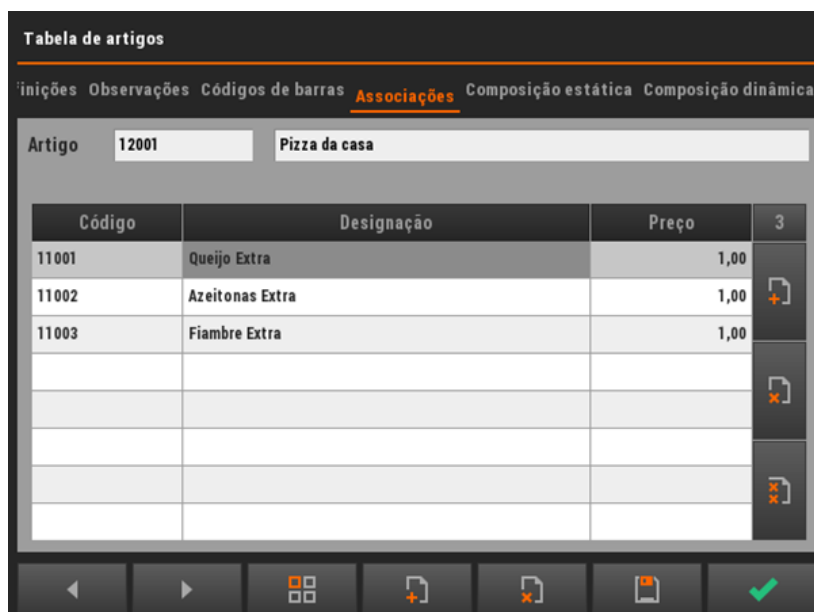 Tabela de artigos
finições Observações Códigos de barras Associações Composição estática Composição dinâmica
Artigo 12001 Pizza da casa
Código Designação Preço 3
11001 Queijo Extra 1,00
11002 Azeitonas Extra 1,00
11003 Fiambre Extra 1,00